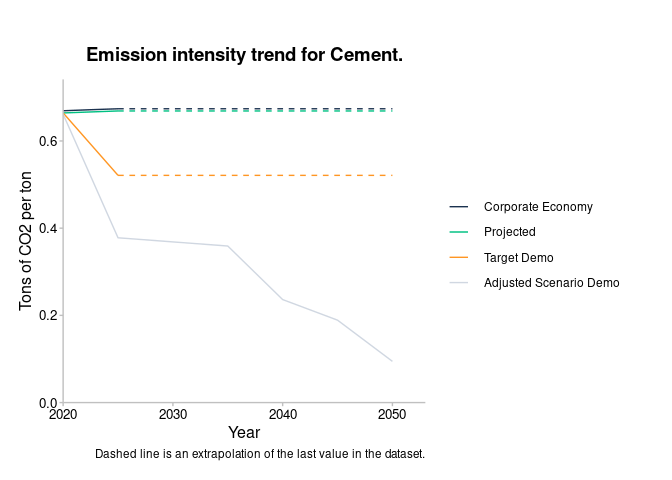 Emission intensity trend for Cement.
Tons of CO2 per ton
0.6
0.4
0.2
0.0
2020
2030
2040
2050
Year
Corporate Economy
Projected
Target Demo
Adjusted Scenario Demo
Dashed line is an extrapolation of the last value in the dataset.